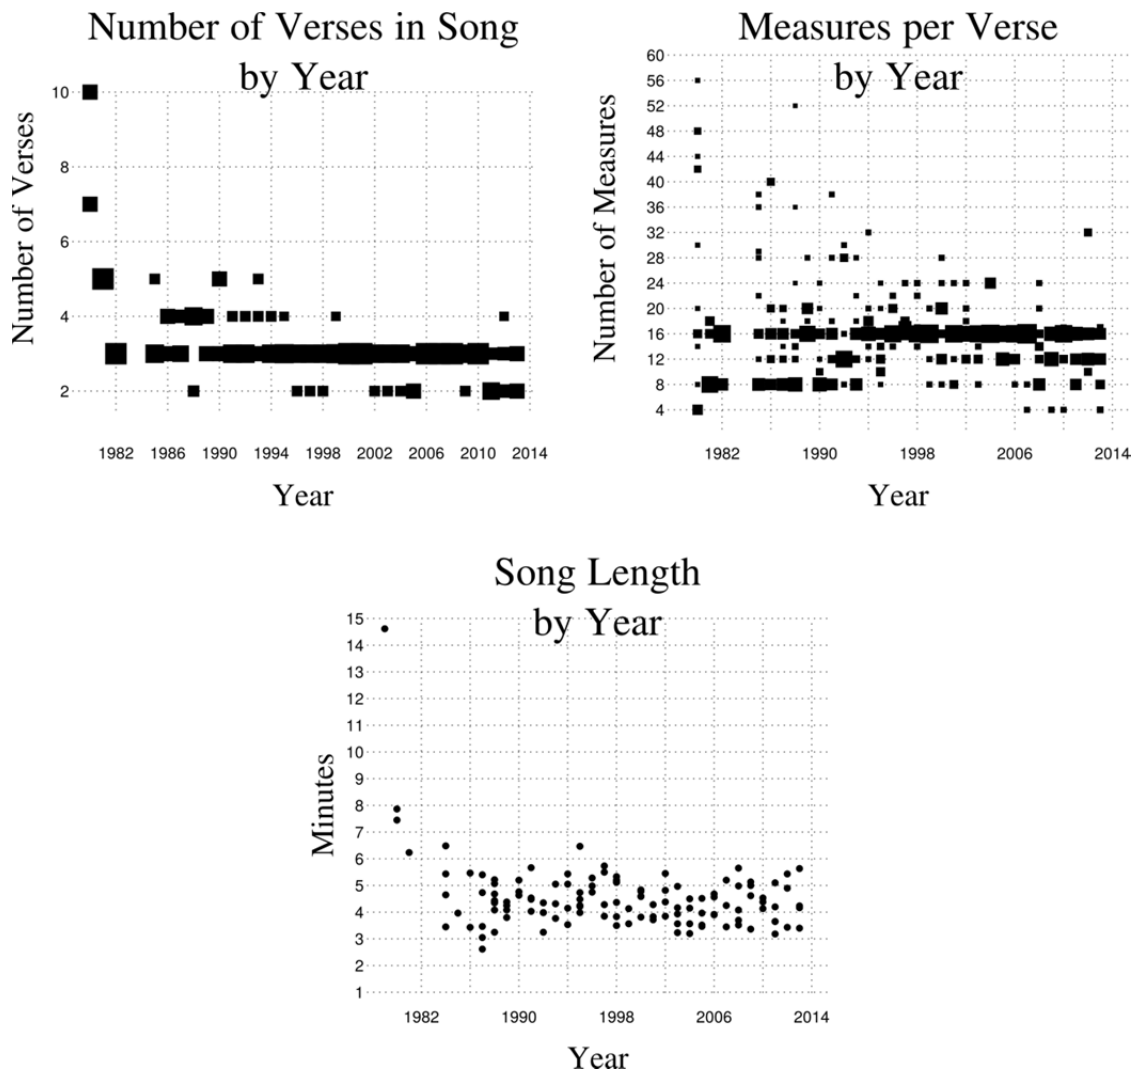 Number of Verses in Song
by Year
10
8
6
4
2
Number of Verses
1982 1986 1990 1994 1998 2002 2006 2010 2014
Year
Measures per Verse
by Year
60
56
52
48
44
40
36
32
28
24
20
16
12
8
4
Number of Measures
1982 1990 1998 2006 2014
Year
Song Length
by Year
15
14
13
12
11
10
9
8
7
6
5
4
3
2
1
Minutes
1982 1990 1998 2006 2014
Year